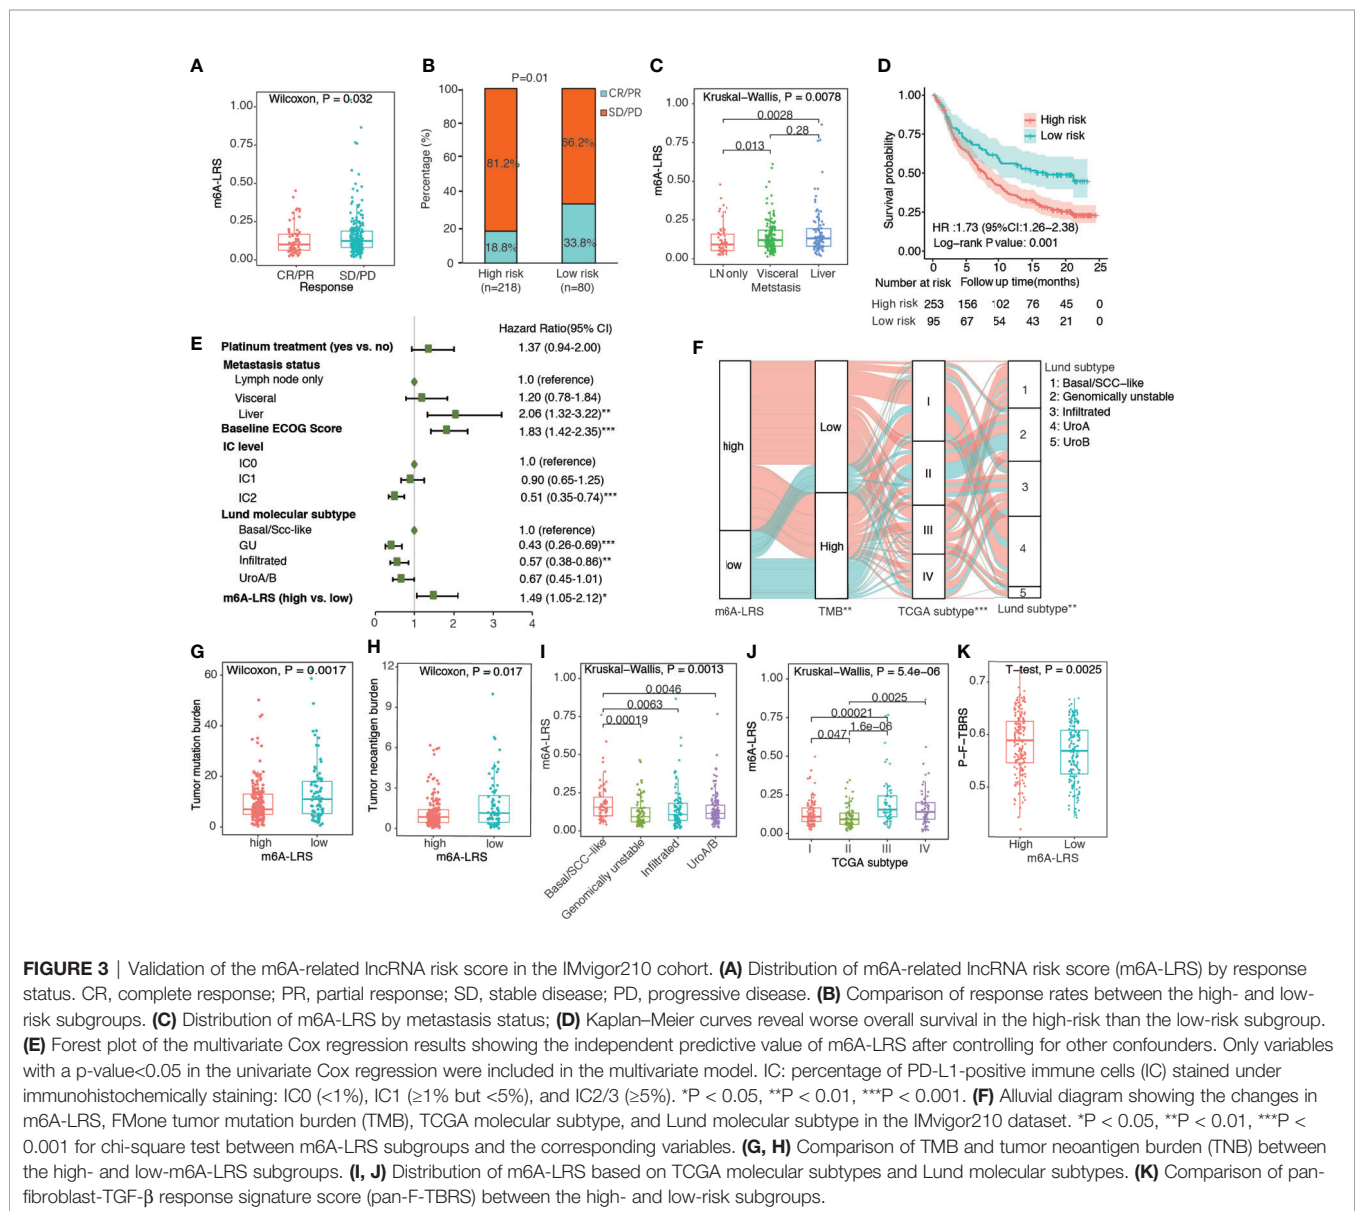 A
Wilcoxon, P = 0.032
m6A-LRS
1.00
0.75
0.50
0.25
0.00
CR/PR SD/PD
Response
B
P=0.01
Percentage (%)
100
80
60
40
20
0
81.2%
18.8%
66.2%
33.8%
High risk Low risk
(n=218) (n=80)
CR/PR
SD/PD
C
Kruskal-Wallis, P = 0.0078
0.0028
0.28
0.013
m6A-LRS
1.00
0.75
0.50
0.25
0.00
LN only Visceral Liver
Metastasis
D
Survival probability
1.00
0.75
0.50
0.25
0.00
High risk
Low risk
HR :1.73 (95%CI:1.26-2.38)
Log-rank P value: 0.001
0 5 10 15 20 25
Number at risk Follow up time(months)
High risk 253 156 102 76 45 0
Low risk 95 67 54 43 21 0
E
Hazard Ratio(95% CI)
Platinum treatment (yes vs. no) 1.37 (0.94-2.00)
Metastasis status
Lymph node only 1.0 (reference)
Visceral 1.20 (0.78-1.84)
Liver 2.06 (1.32-3.22)**
Baseline ECOG Score 1.83 (1.42-2.35)***
IC level
IC0 1.0 (reference)
IC1 0.90 (0.65-1.25)
IC2 0.51 (0.35-0.74)***
Lund molecular subtype
Basal/Scc-like 1.0 (reference)
GU 0.43 (0.26-0.69)***
Infiltrated 0.57 (0.38-0.86)**
UroA/B 0.67 (0.45-1.01)
m6A-LRS (high vs. low) 1.49 (1.05-2.12)*
0 1 2 3 4
F
high
low
Low
High
I
II
III
IV
1
2
3
4
5
m6A-LRS TMB** TCGA subtype*** Lund subtype**
Lund subtype
1: Basal/SCC-like
2: Genomically unstable
3: Infiltrated
4: UroA
5: UroB
G
Wilcoxon, P = 0.0017
Tumor mutation burden
60
40
20
0
high low
m6A-LRS
H
Wilcoxon, P = 0.017
Tumor neoantigen burden
12
9
6
3
0
high low
m6A-LRS
I
Kruskal-Wallis, P = 0.0013
0.0046
0.0063
0.00019
m6A-LRS
1.00
0.75
0.50
0.25
0.00
Basal/SCC-like
Genomically unstable
Infiltrated
UroA/B
J
Kruskal-Wallis, P = 5.4e-06
0.0025
0.00021
1.6e-06
0.047
m6A-LRS
1.00
0.75
0.50
0.25
0.00
I II III IV
TCGA subtype
K
T-test, P = 0.0025
P-F-TBRS
0.7
0.6
0.5
High Low
m6A-LRS
FIGURE 3 | Validation of the m6A-related lncRNA risk score in the IMvigor210 cohort. (A) Distribution of m6A-related lncRNA risk score (m6A-LRS) by response
status. CR, complete response; PR, partial response; SD, stable disease; PD, progressive disease. (B) Comparison of response rates between the high- and low-
risk subgroups. (C) Distribution of m6A-LRS by metastasis status; (D) Kaplan–Meier curves reveal worse overall survival in the high-risk than the low-risk subgroup.
(E) Forest plot of the multivariate Cox regression results showing the independent predictive value of m6A-LRS after controlling for other confounders. Only variables
with a p-value<0.05 in the univariate Cox regression were included in the multivariate model. IC: percentage of PD-L1-positive immune cells (IC) stained under
immunohistochemically staining: IC0 (<1%), IC1 (≥1% but <5%), and IC2/3 (≥5%). *P < 0.05, **P < 0.01, ***P < 0.001. (F) Alluvial diagram showing the changes in
m6A-LRS, FMone tumor mutation burden (TMB), TCGA molecular subtype, and Lund molecular subtype in the IMvigor210 dataset. *P < 0.05, **P < 0.01, ***P <
0.001 for chi-square test between m6A-LRS subgroups and the corresponding variables. (G, H) Comparison of TMB and tumor neoantigen burden (TNB) between
the high- and low-m6A-LRS subgroups. (I, J) Distribution of m6A-LRS based on TCGA molecular subtypes and Lund molecular subtypes. (K) Comparison of pan-
fibroblast-TGF-β response signature score (pan-F-TBRS) between the high- and low-risk subgroups.